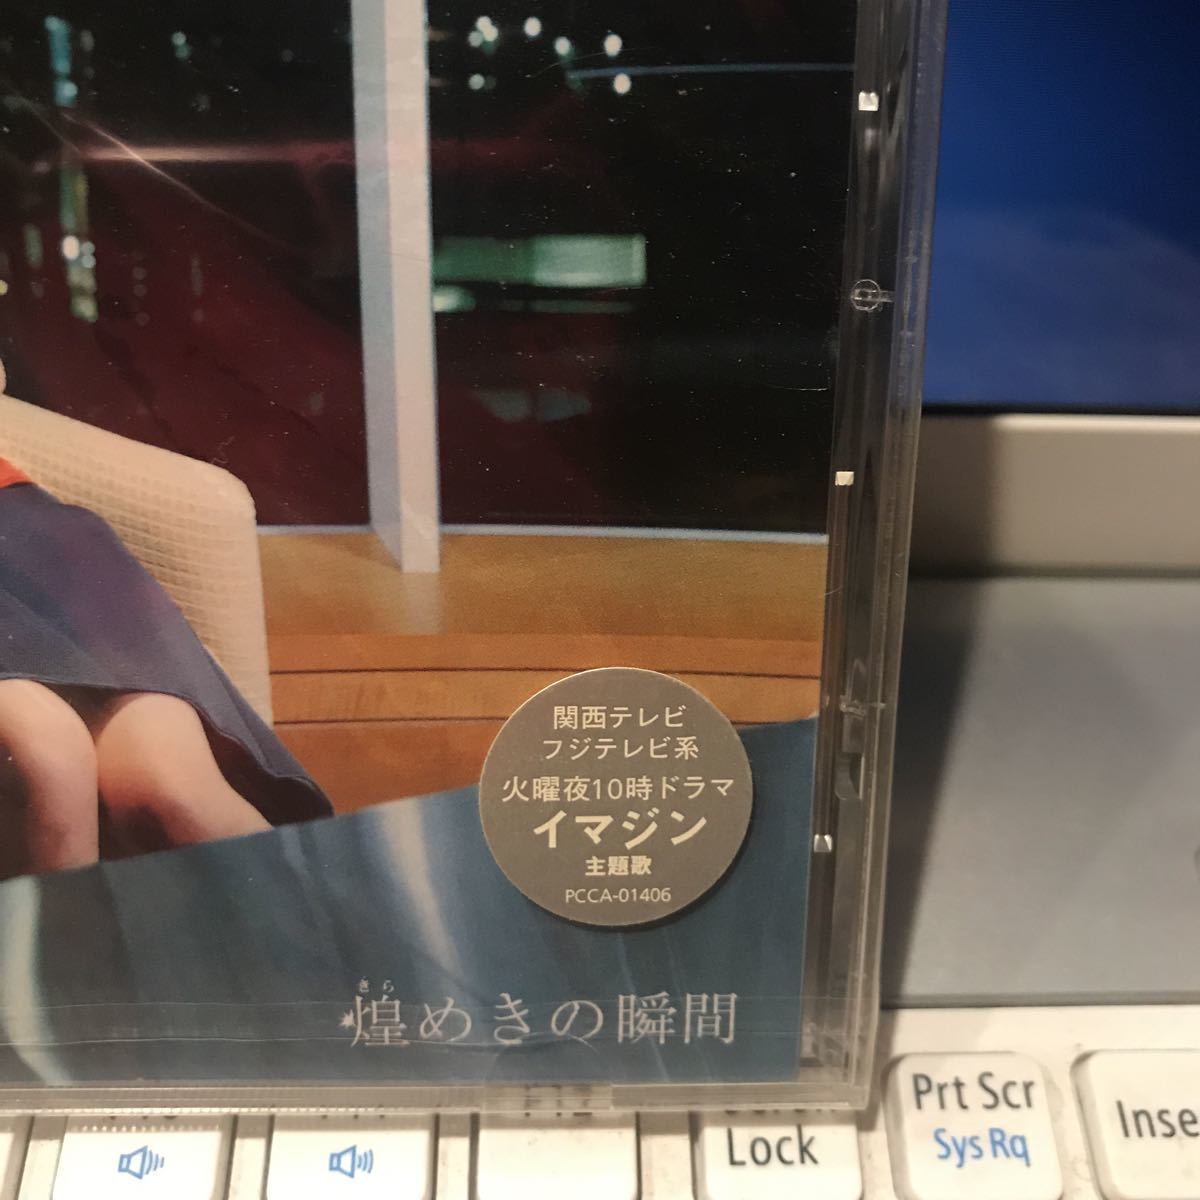 関西テレビ
フジテレビ系
火曜夜10時ドラマ
イマジン
主題歌
PCCA-01406
きら
煌めきの瞬間
F12
Lock
Prt Scr
Sys Rq
Inse